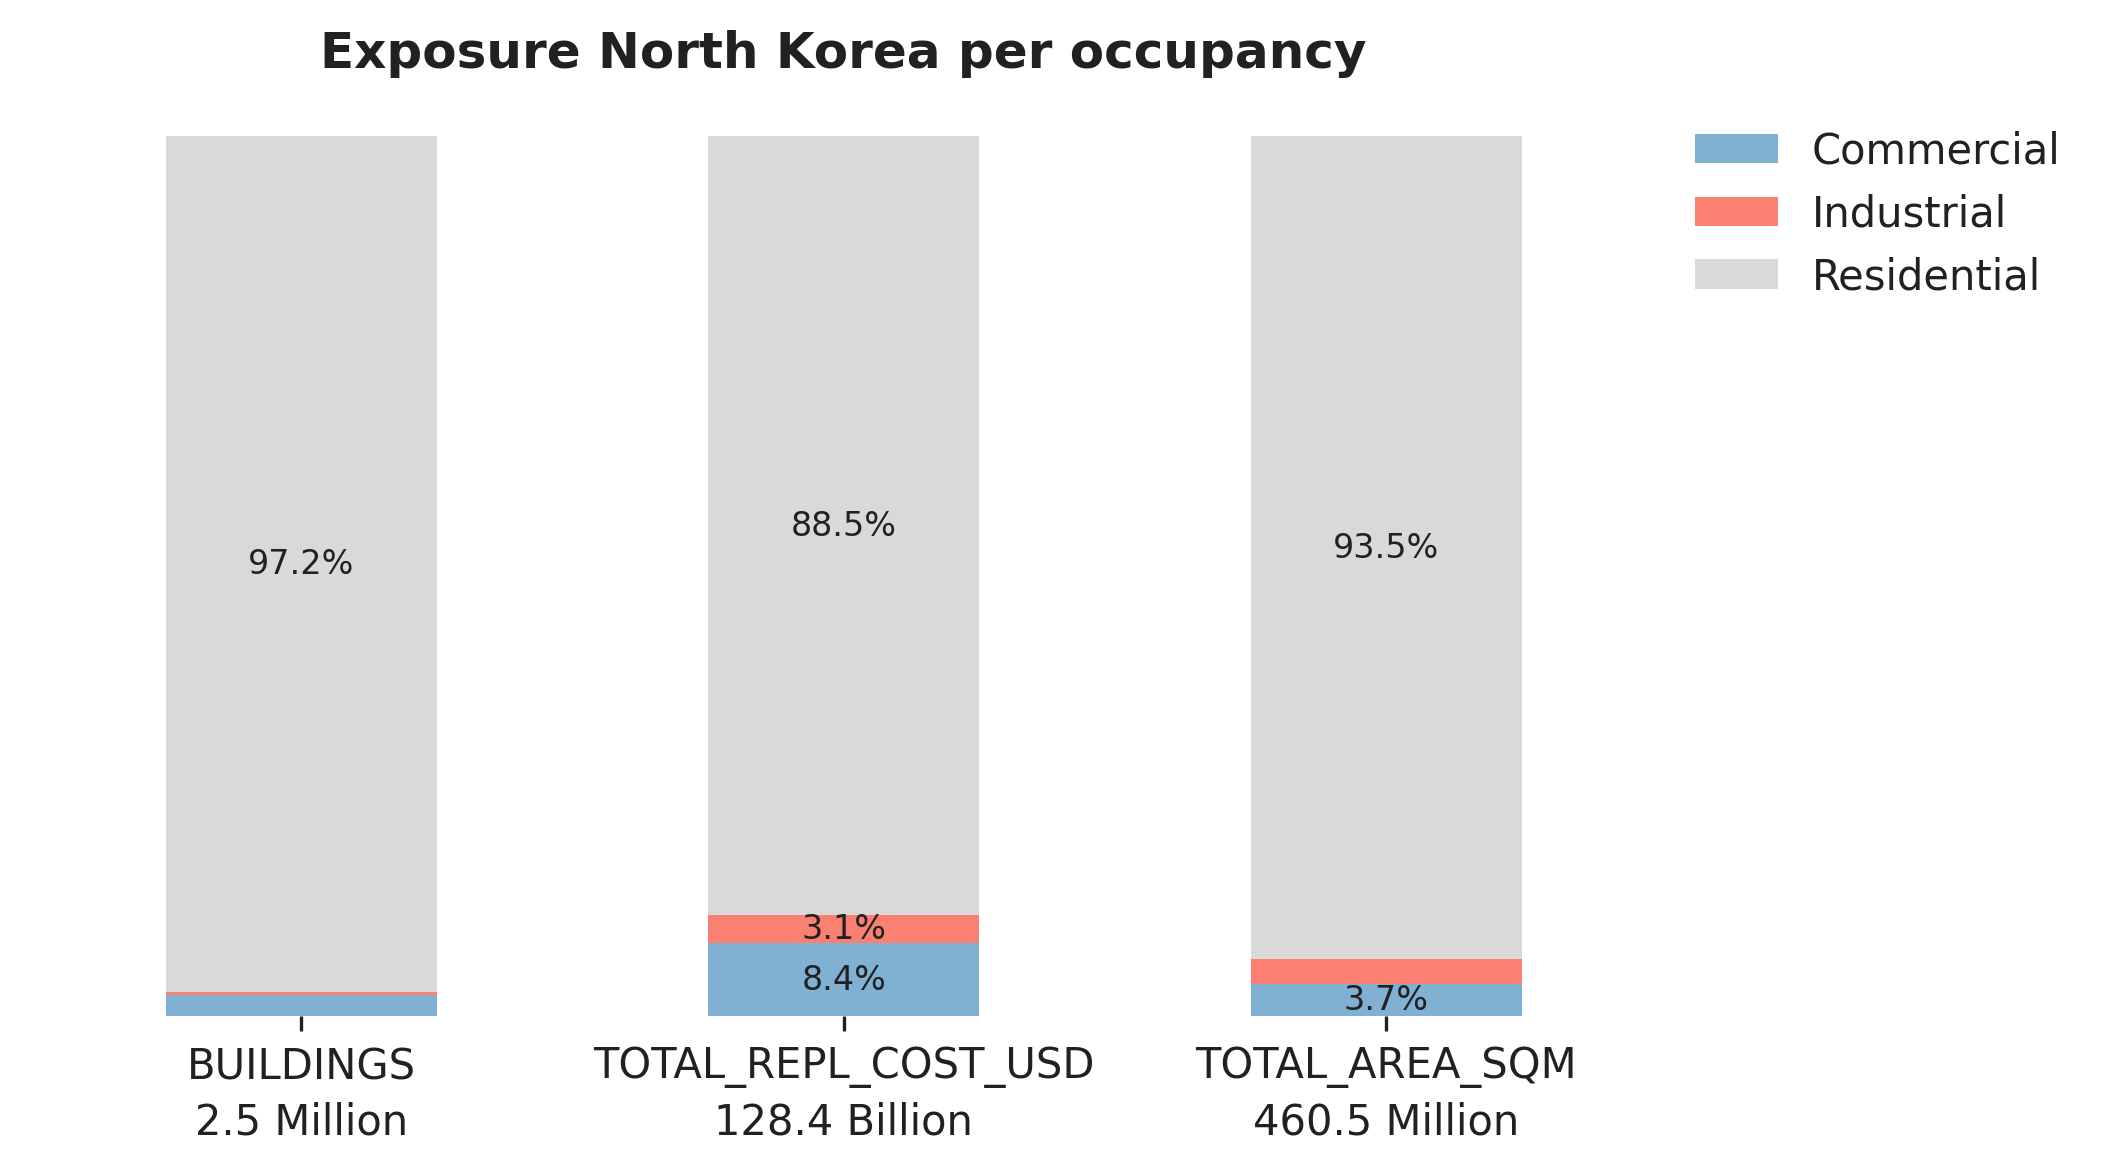 Exposure North Korea per occupancy
Commercial
Industrial
Residential
97.2%
88.5%
93.5%
3.1%
8.4%
3.7%
BUILDINGS
2.5 Million
TOTAL_REPL_COST_USD
128.4 Billion
TOTAL_AREA_SQM
460.5 Million